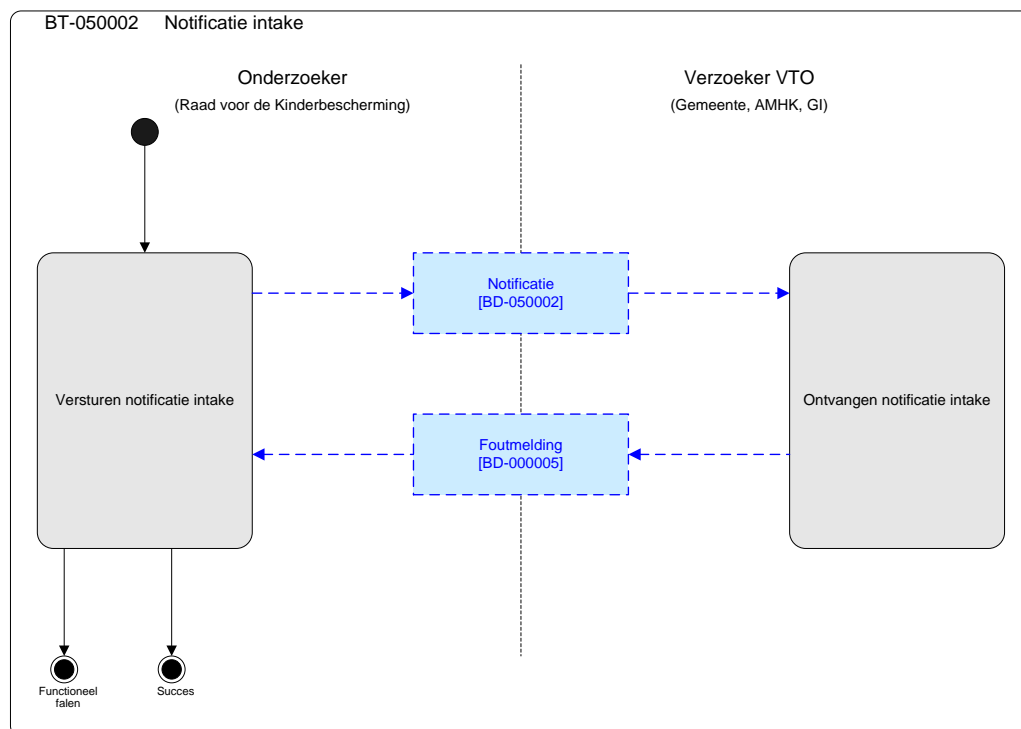 BT-050002 Notificatie intake
Onderzoeker
(Raad voor de Kinderbescherming)
Verzoeker VTO
(Gemeente, AMHK, GI)
Notificatie
[BD-050002]
Versturen notificatie intake
Ontvangen notificatie intake
Foutmelding
[BD-000005]
Functioneel
falen
Succes